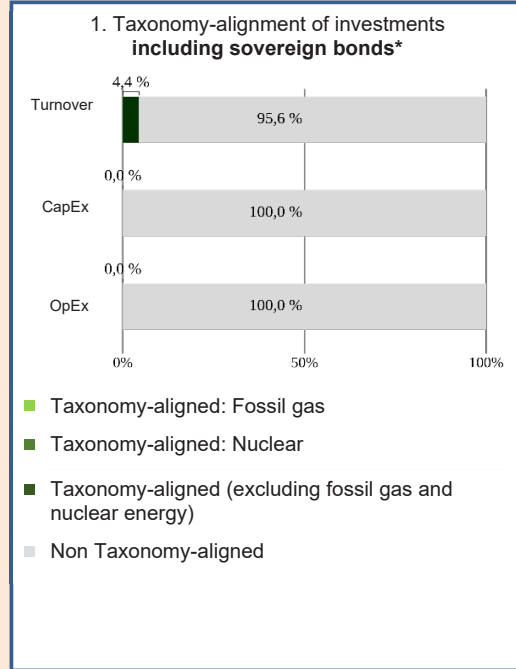 1. Taxonomy-alignment of investments
including sovereign bonds*
4,4 %
Turnover
95,6 %
0,0 %
CapEx
100,0 %
0,0 %
OpEx
100,0 %
0%
50%
100%
Taxonomy-aligned: Fossil gas
Taxonomy-aligned: Nuclear
Taxonomy-aligned (excluding fossil gas and
nuclear energy)
Non Taxonomy-aligned